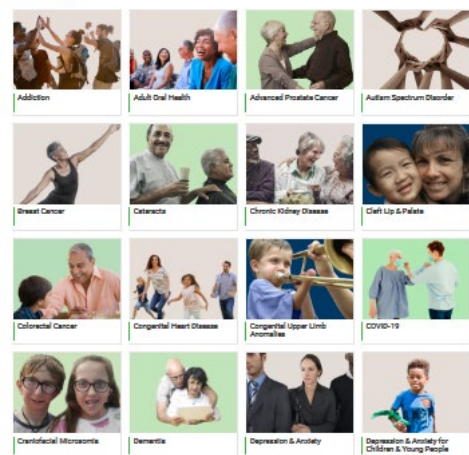 Addiction
Adult Oral Health
Advanced Prostate Cancer
Autism Spectrum Disorder
Breast Cancer
Cataracts
Chronic Kidney Disease
Cleft Lip & Palate
Colorectal Cancer
Congenital Heart Disease
Congenital Upper Limb
Anomalies
COVID-19
Craniofacial Microsomia
Dementia
Depression & Anxiety
Depression & Anxiety for
Children & Young People